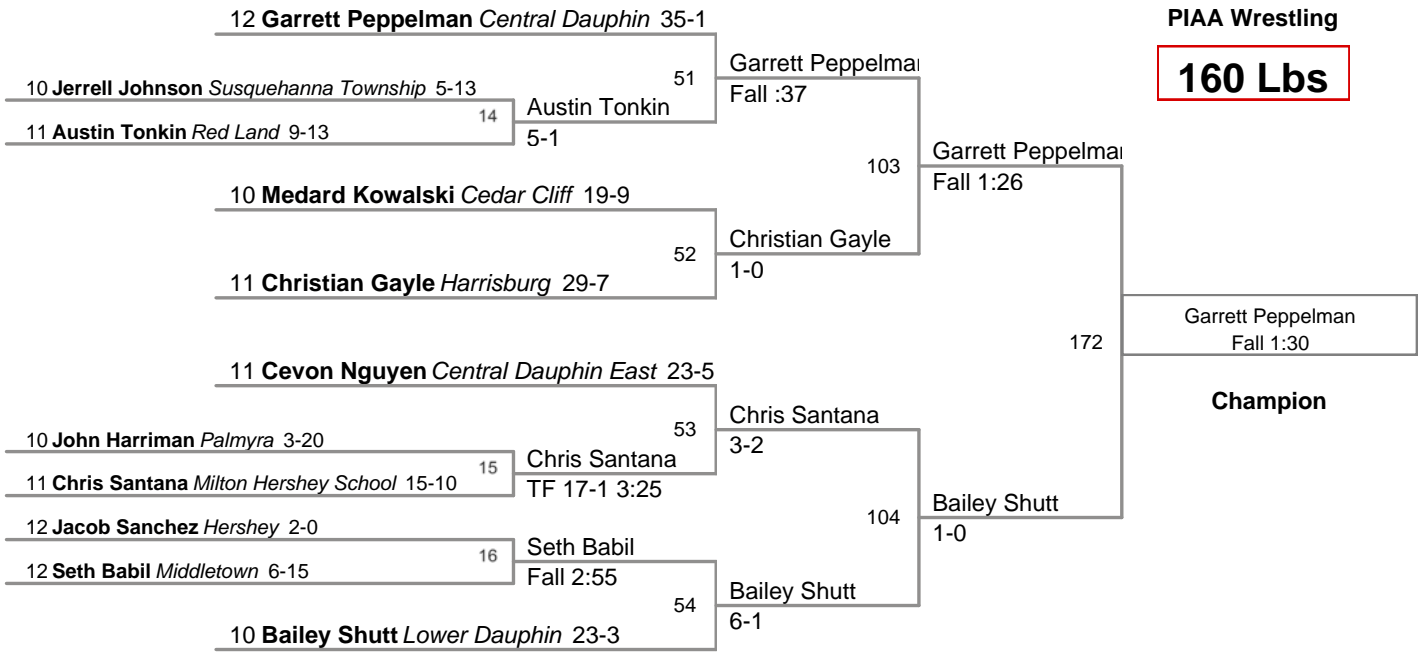 12 Garrett Peppelman Central Dauphin 35-1
PIAA Wrestling
160 Lbs
51
Garrett Peppelma
Fall :37
10 Jerrell Johnson Susquehanna Township 5-13
14
Austin Tonkin
5-1
11 Austin Tonkin Red Land 9-13
103
Garrett Peppelma
Fall 1:26
10 Medard Kowalski Cedar Cliff 19-9
52
Christian Gayle
1-0
11 Christian Gayle Harrisburg 29-7
172
Garrett Peppelman
Fall 1:30
Champion
11 Cevon Nguyen Central Dauphin East 23-5
53
Chris Santana
3-2
10 John Harriman Palmyra 3-20
15
Chris Santana
TF 17-1 3:25
11 Chris Santana Milton Hershey School 15-10
104
Bailey Shutt
1-0
12 Jacob Sanchez Hershey 2-0
16
Seth Babil
Fall 2:55
12 Seth Babil Middletown 6-15
54
Bailey Shutt
6-1
10 Bailey Shutt Lower Dauphin 23-3